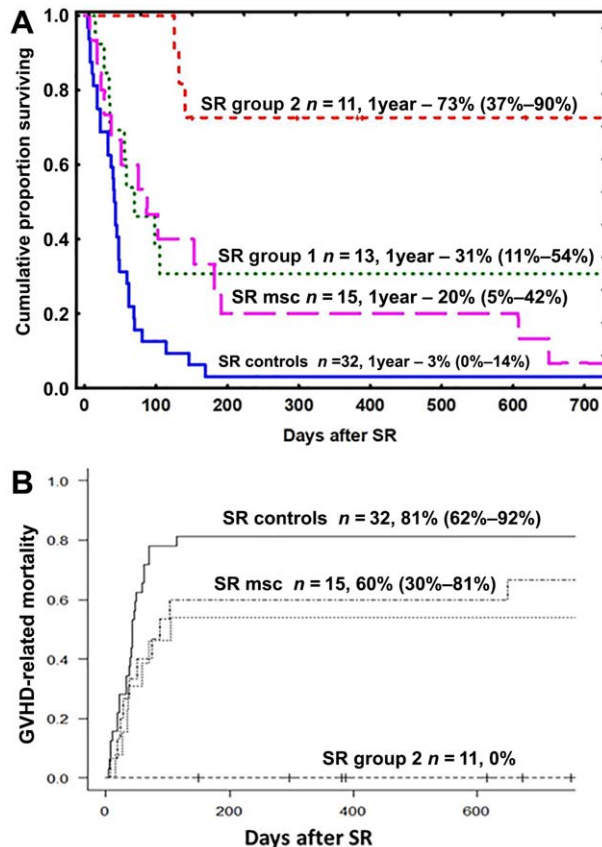 A
Cumulative proportion surviving
1.0
0.8
0.6
0.4
0.2
0.0
SR group 2 n = 11, 1year – 73% (37%–90%)
SR group 1 n = 13, 1year – 31% (11%–54%)
SR msc n = 15, 1year – 20% (5%–42%)
SR controls n =32, 1year – 3% (0%–14%)
0 100 200 300 400 500 600 700
Days after SR
B
GVHD-related mortality
1.0
0.8
0.6
0.4
0.2
0.0
SR controls n = 32, 81% (62%–92%)
SR msc n = 15, 60% (30%–81%)
SR group 2 n = 11, 0%
0 200 400 600
Days after SR